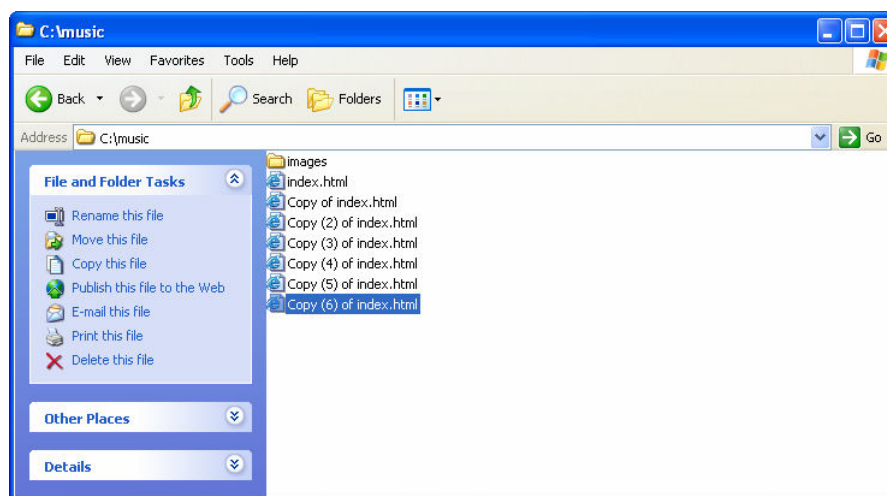 C:\music
File Edit View Favorites Tools Help
Back Search Folders
Address C:\music Go
File and Folder Tasks
Rename this file
Move this file
Copy this file
Publish this file to the Web
E-mail this file
Print this file
Delete this file
Other Places
Details
images
index.html
Copy of index.html
Copy (2) of index.html
Copy (3) of index.html
Copy (4) of index.html
Copy (5) of index.html
Copy (6) of index.html